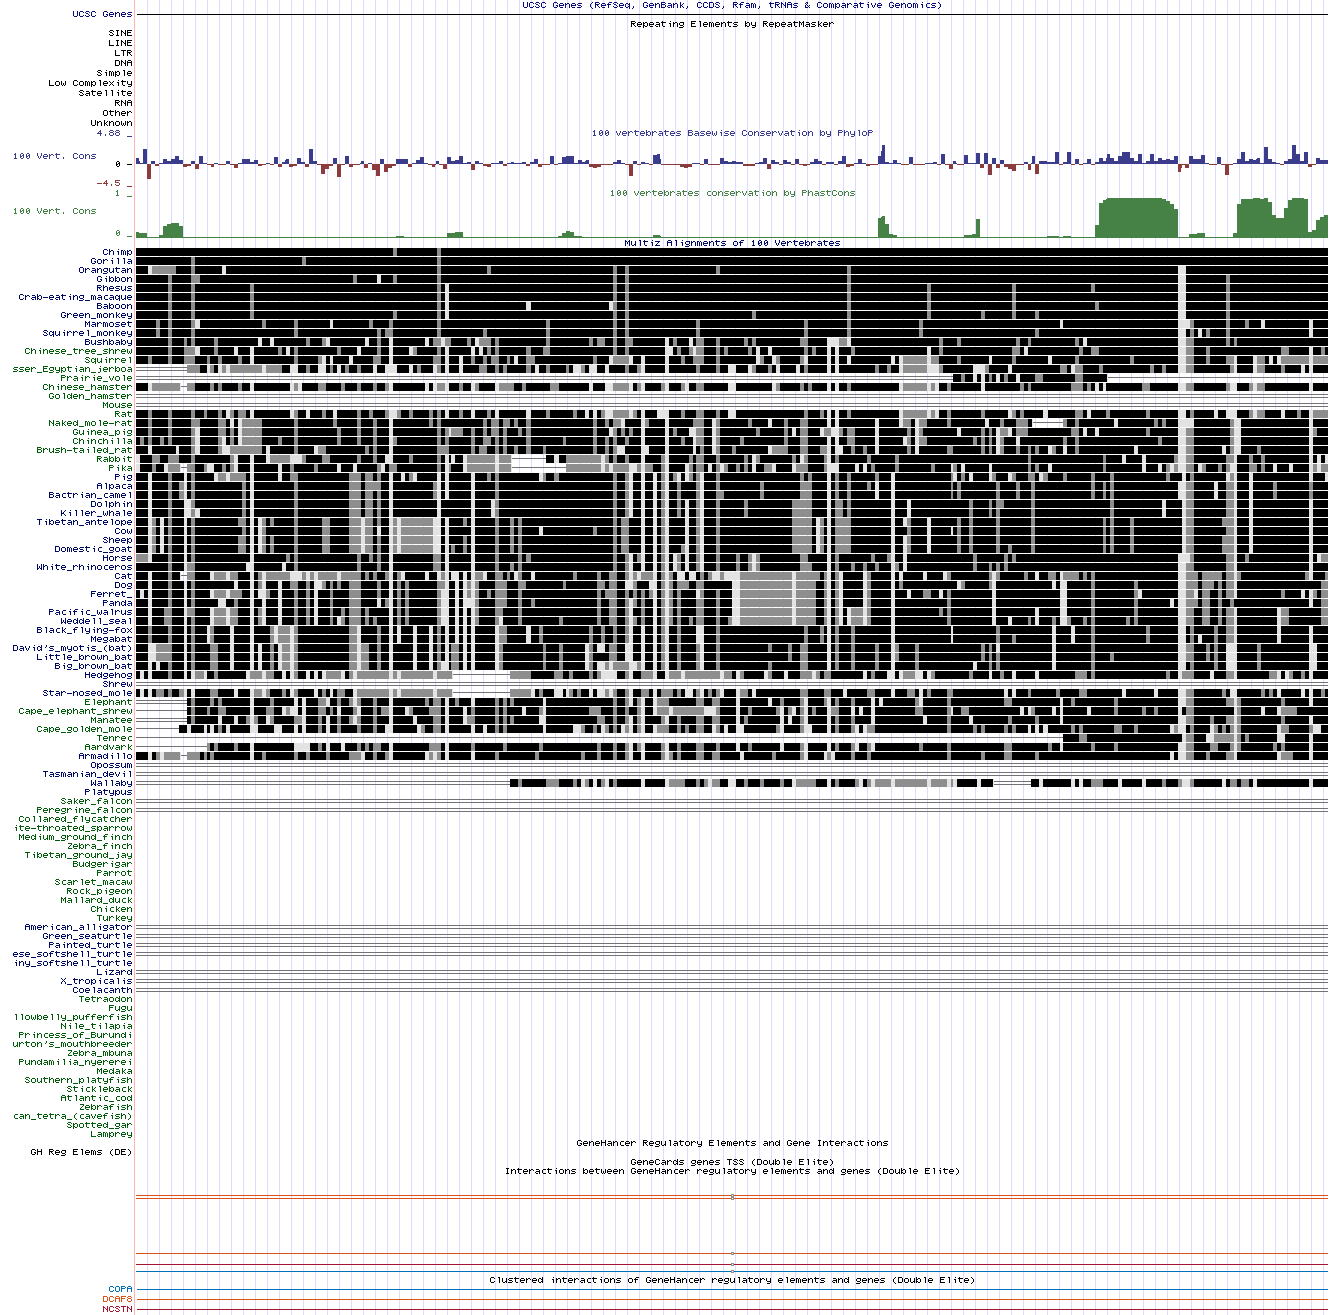 UCSC Genes (RefSeq, GenBank, CCDS, Rfam, tRNAs & Comparative Genomics)
UCSC Genes
Repeating Elements by RepeatMasker
SINE
LINE
LTR
DNA
Simple
Low Complexity
Satellite
RNA
Other
Unknown
4.88 _
100 vertebrates Basewise Conservation by PhyloP
100 Vert. Cons
0 -
-4.5 _
100 vertebrates conservation by PhastCons
1 _
100 Vert. Cons
0 _
Multiz Alignments of 100 Vertebrates
Chimp
Gorilla
Orangutan
Gibbon
Rhesus
Crab-eating_macaque
Baboon
Green_monkey
Marmoset
Squirrel_monkey
Bushbaby
Chinese_tree_shrew
Squirrel
sser_Egyptian_jerboa
Prairie_vole
Chinese_hamster
Golden_hamster
Mouse
Rat
Naked_mole-rat
Guinea_pig
Chinchilla
Brush-tailed_rat
Rabbit
Pika
Pig
Alpaca
Bactrian_camel
Dolphin
Killer_whale
Tibetan_antelope
Cow
Sheep
Domestic_goat
Horse
White_rhinoceros
Cat
Dog
Ferret_
Panda
Pacific_walrus
Weddell_seal
Black_flying-fox
Megabat
David's_myotis_(bat)
Little_brown_bat
Big_brown_bat
Hedgehog
Shrew
Star-nosed_mole
Elephant
Cape_elephant_shrew
Manatee
Cape_golden_mole
Tenrec
Aardvark
Armadillo
Opossum
Tasmanian_devil
Wallaby
Platypus
Saker_falcon
Peregrine_falcon
Collared_flycatcher
ite-throated_sparrow
Medium_ground_finch
Zebra_finch
Tibetan_ground_jay
Budgerigar
Parrot
Scarlet_macaw
Rock_pigeon
Mallard_duck
Chicken
Turkey
American_alligator
Green_seaturtle
Painted_turtle
ese_softshell_turtle
iny_softshell_turtle
Lizard
X_tropicalis
Coelacanth
Tetraodon
Fugu
llowbelly_pufferfish
Nile_tilapia
Princess_of_Burundi
urton's_mouthbreeder
Zebra_mbuna
Pundamilia_nyererei
Medaka
Southern_platyfish
Stickleback
Atlantic_cod
Zebrafish
can_tetra_(cavefish)
Spotted_gar
Lamprey
GeneHancer Regulatory Elements and Gene Interactions
GH Reg Elems (DE)
GeneCards genes TSS (Double Elite)
Interactions between GeneHancer regulatory elements and genes (Double Elite)
Clustered interactions of GeneHancer regulatory elements and genes (Double Elite)
COPA
DCAF8
NCSTN